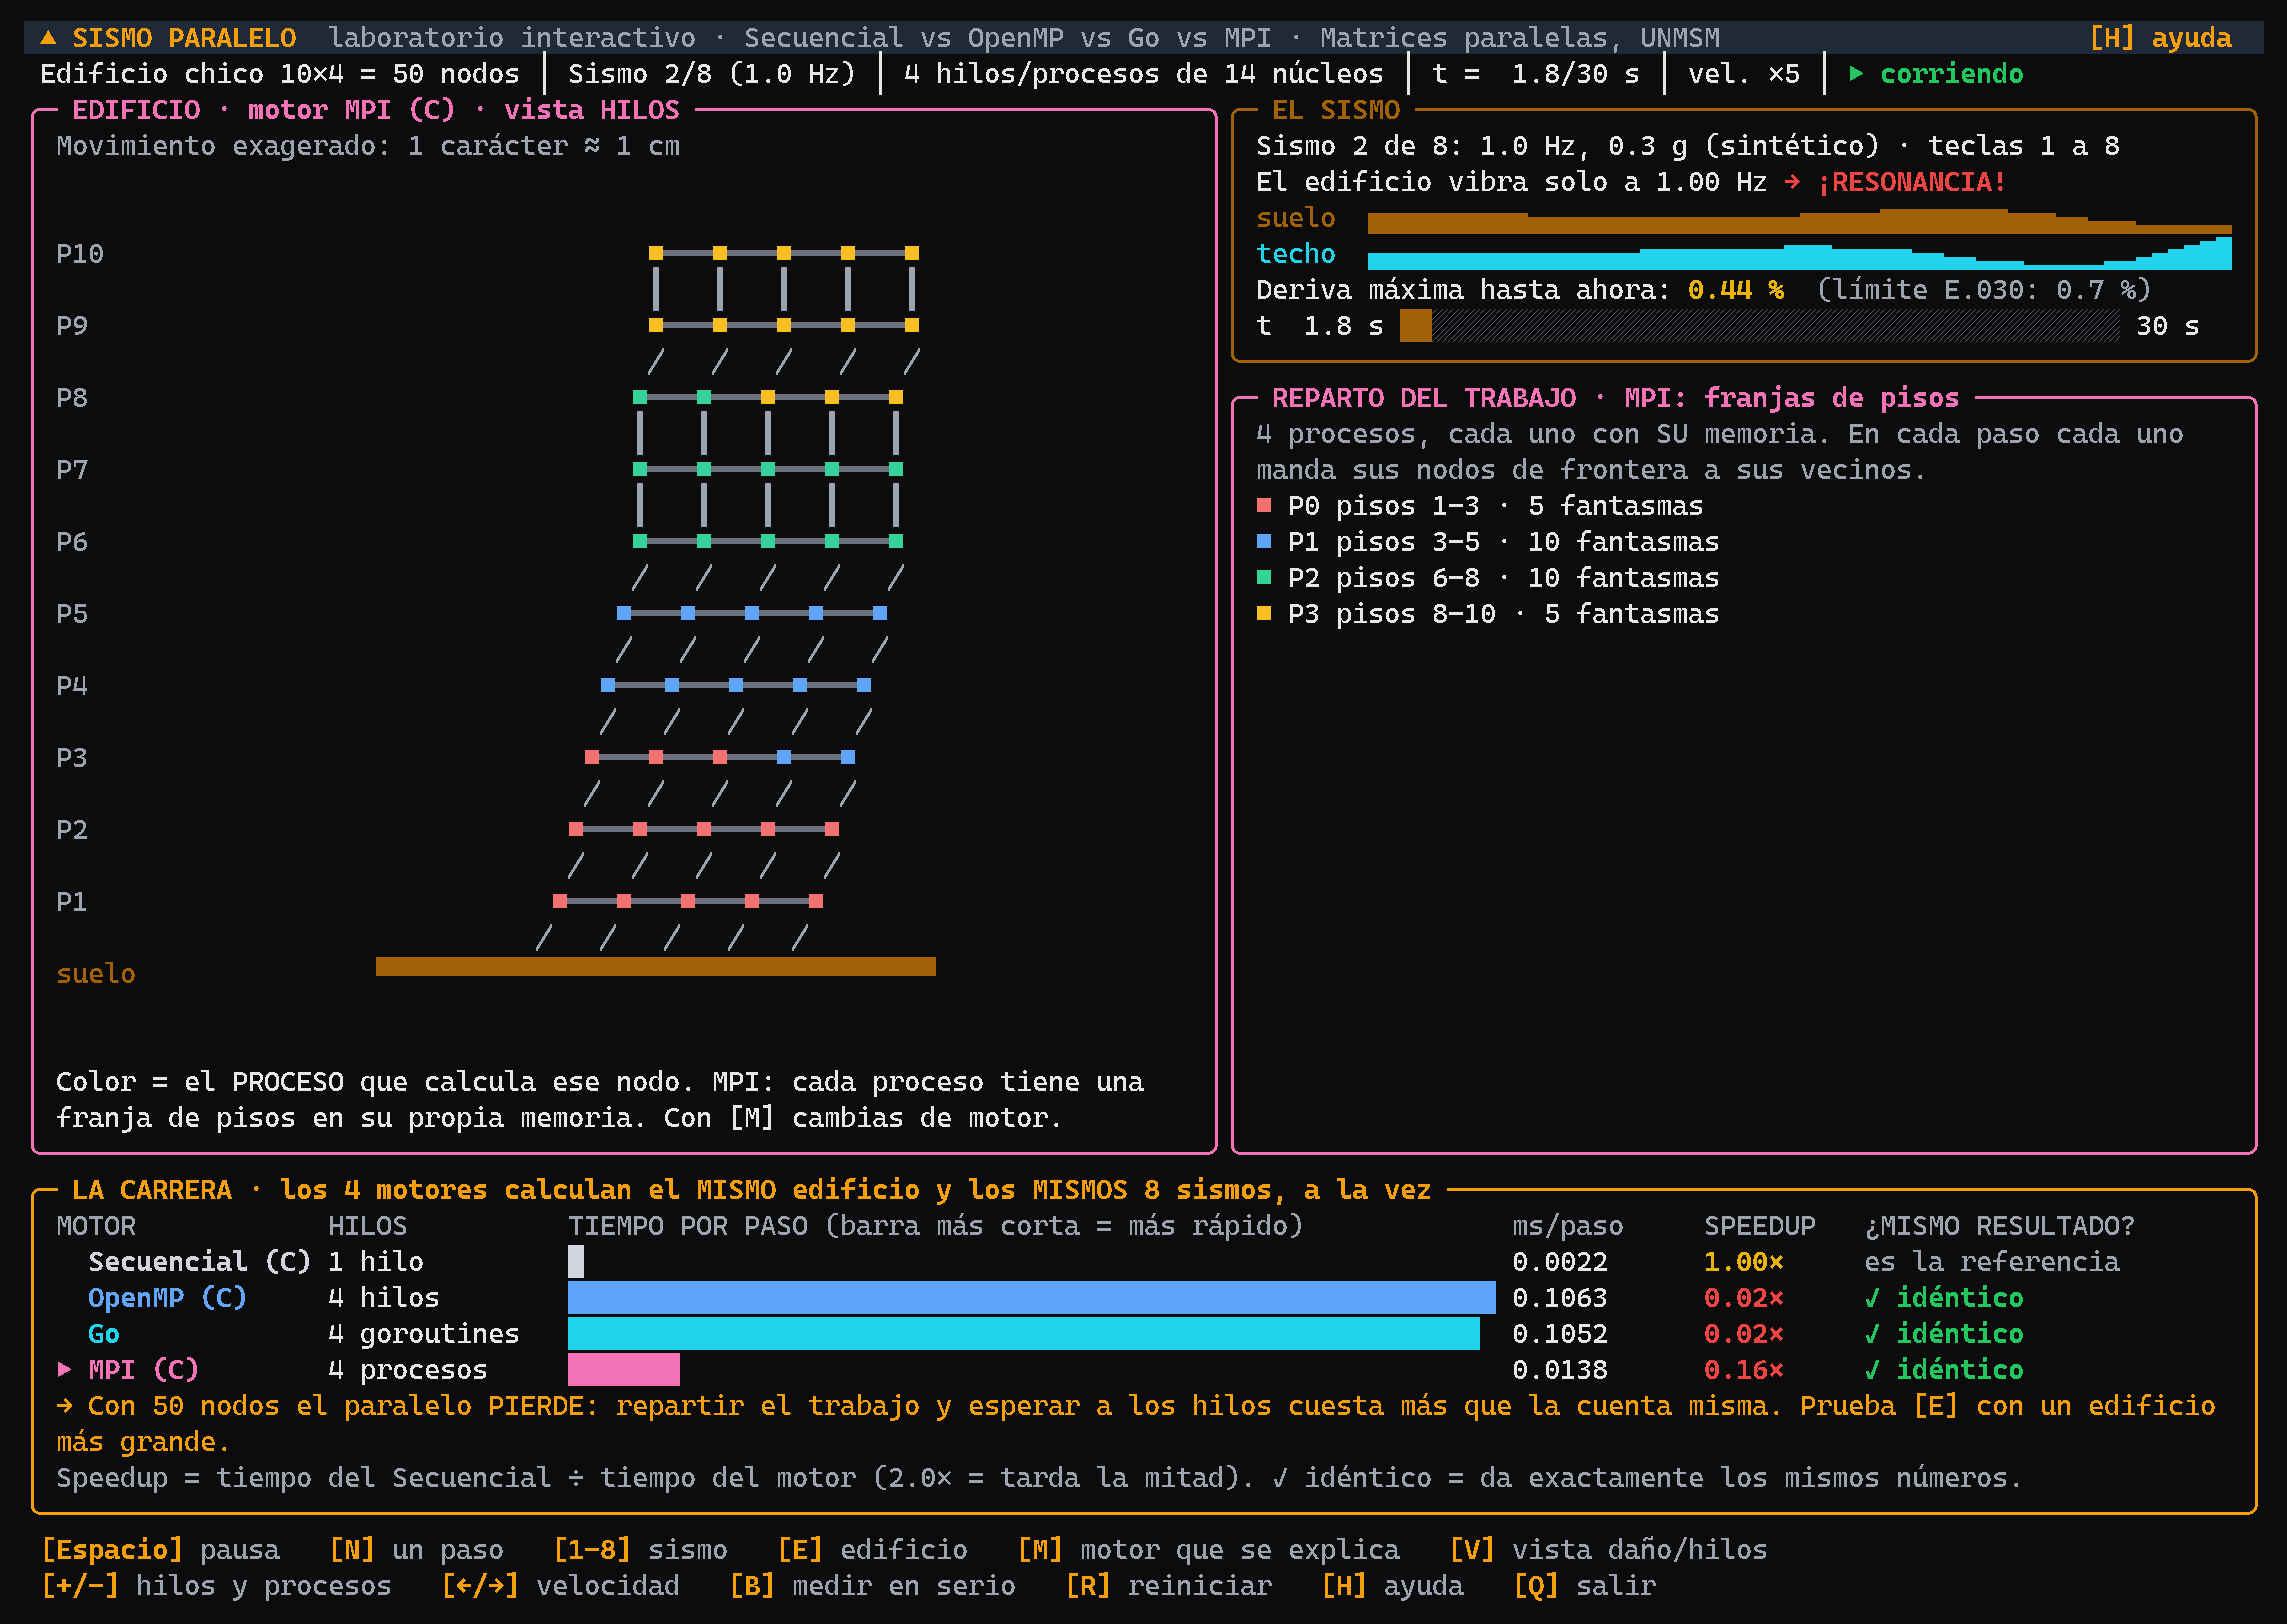 ▲ SISMO PARALELO laboratorio interactivo · Secuencial vs OpenMP vs Go vs MPI · Matrices paralelas, UNMSM [H] ayuda
Edificio chico 10×4 = 50 nodos │ Sismo 2/8 (1.0 Hz) │ 4 hilos/procesos de 14 núcleos │ t = 1.8/30 s │ vel. ×5 │ ▶ corriendo
EDIFICIO · motor MPI (C) · vista HILOS
Movimiento exagerado: 1 carácter ≈ 1 cm
P10
P9
P8
P7
P6
P5
P4
P3
P2
P1
suelo
Color = el PROCESO que calcula ese nodo. MPI: cada proceso tiene una
franja de pisos en su propia memoria. Con [M] cambias de motor.
EL SISMO
Sismo 2 de 8: 1.0 Hz, 0.3 g (sintético) · teclas 1 a 8
El edificio vibra solo a 1.00 Hz → ¡RESONANCIA!
suelo
techo
Deriva máxima hasta ahora: 0.44 % (límite E.030: 0.7 %)
t 1.8 s 30 s
REPARTO DEL TRABAJO · MPI: franjas de pisos
4 procesos, cada uno con SU memoria. En cada paso cada uno
manda sus nodos de frontera a sus vecinos.
P0 pisos 1–3 · 5 fantasmas
P1 pisos 3–5 · 10 fantasmas
P2 pisos 6–8 · 10 fantasmas
P3 pisos 8–10 · 5 fantasmas
LA CARRERA · los 4 motores calculan el MISMO edificio y los MISMOS 8 sismos, a la vez
MOTOR HILOS TIEMPO POR PASO (barra más corta = más rápido) ms/paso SPEEDUP ¿MISMO RESULTADO?
Secuencial (C) 1 hilo 0.0022 1.00× es la referencia
OpenMP (C) 4 hilos 0.1063 0.02× ✓ idéntico
Go 4 goroutines 0.1052 0.02× ✓ idéntico
▶ MPI (C) 4 procesos 0.0138 0.16× ✓ idéntico
→ Con 50 nodos el paralelo PIERDE: repartir el trabajo y esperar a los hilos cuesta más que la cuenta misma. Prueba [E] con un edificio
más grande.
Speedup = tiempo del Secuencial ÷ tiempo del motor (2.0× = tarda la mitad). ✓ idéntico = da exactamente los mismos números.
[Espacio] pausa [N] un paso [1–8] sismo [E] edificio [M] motor que se explica [V] vista daño/hilos
[+/−] hilos y procesos [←/→] velocidad [B] medir en serio [R] reiniciar [H] ayuda [Q] salir